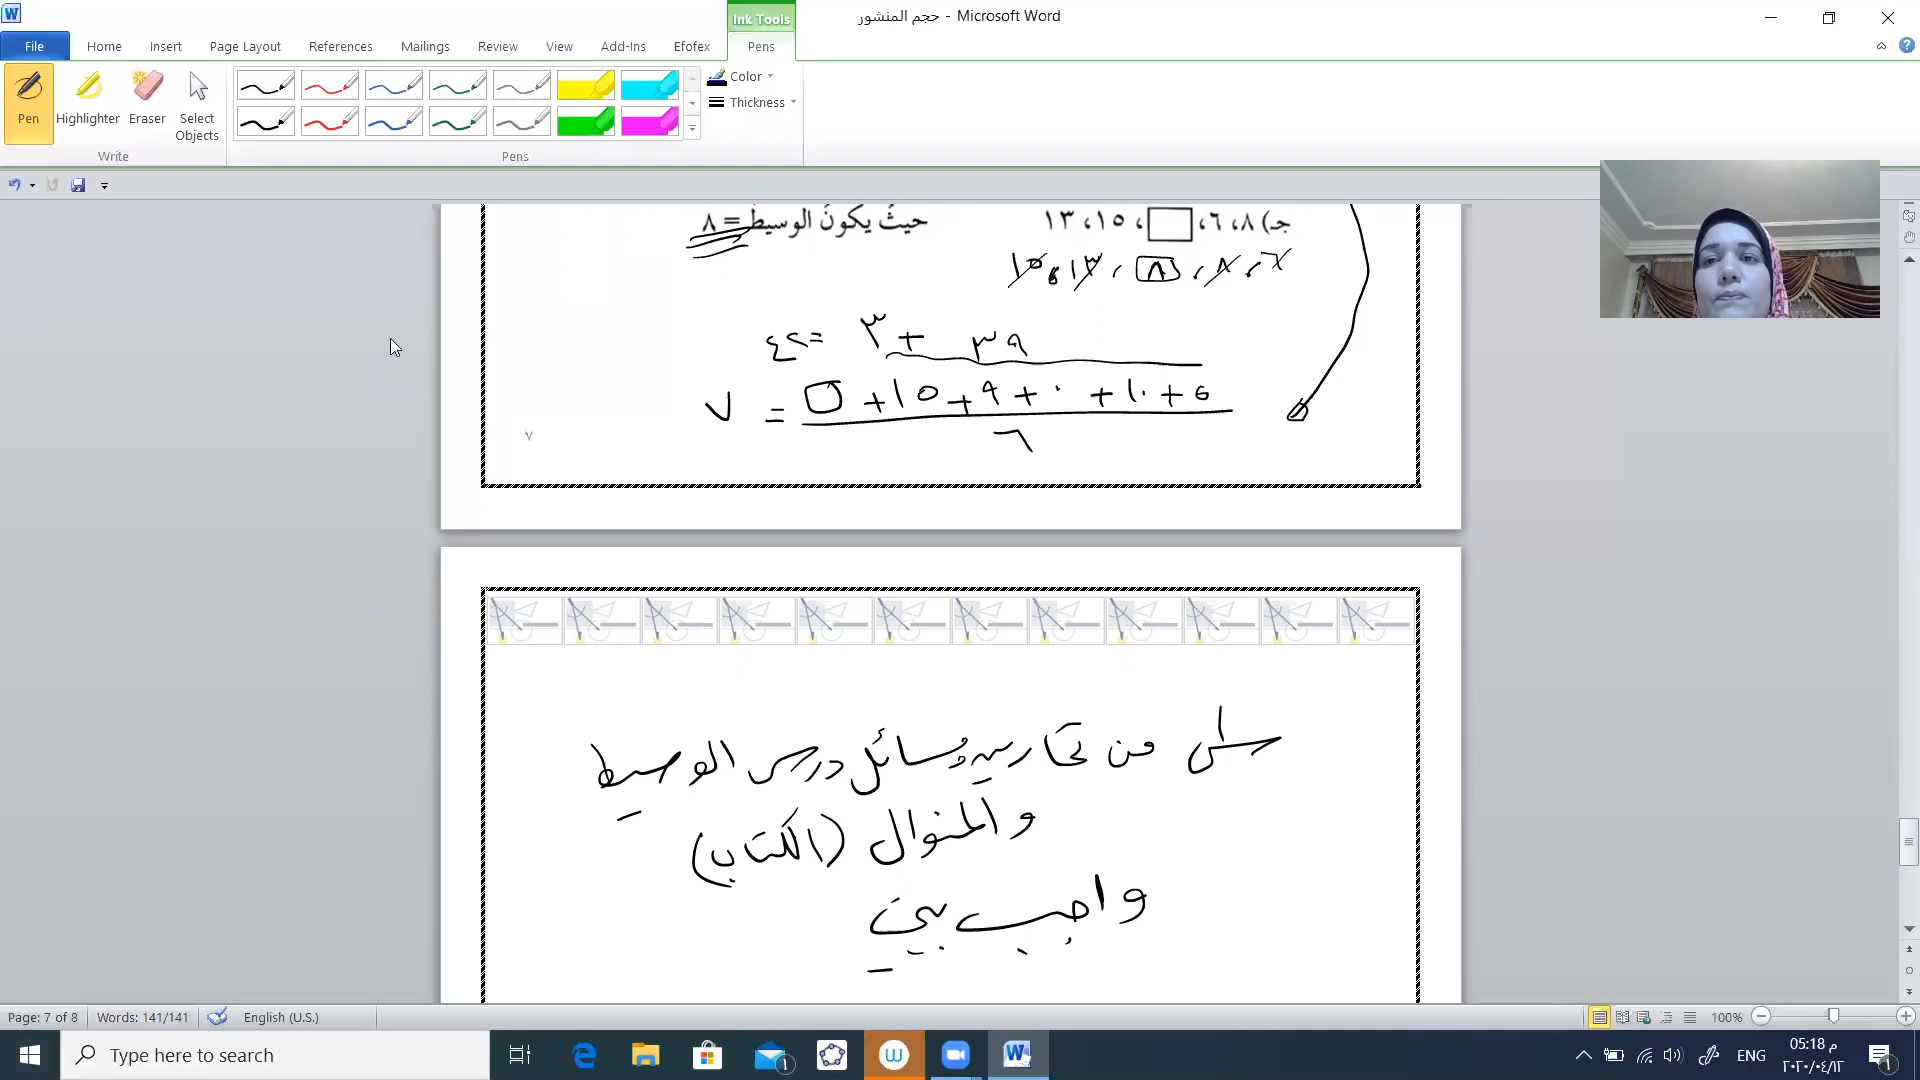 حجم المنشور - Microsoft Word
Ink Tools
File Home Insert Page Layout References Mailings Review View Add-Ins Efofex Pens
Pen Highlighter Eraser Select Objects
Color
Thickness
Write
Pens
جـ) ٨، ٦، ، ١٥، ١٣ حيثُ يكونُ الوسيطُ = ٨
٦ ، ٨ ، ٨ ، ١٣ ، ١٥
٣٩ + ٣ = ٤٢
٥ + ١٠ + ٠ + ٩ + ١٥ + = ٧
٦
٧
من تمارين ومسائل درس الوسيط
والمنوال (الكتاب)
واجب بيتي
Page: 7 of 8 Words: 141/141 English (U.S.) 100%
Type here to search
ENG
05:18 م
٢٠٢٠/٠٤/١٢